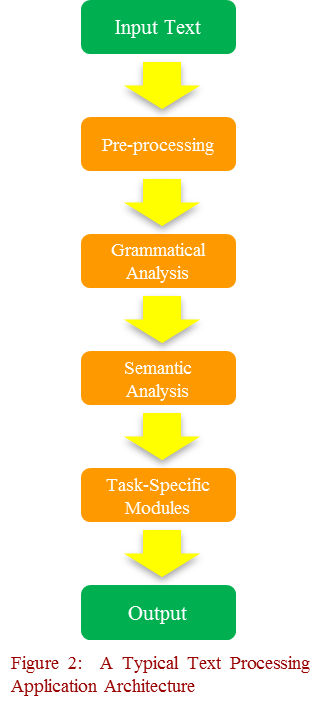 Input Text
Pre-processing
Grammatical
Analysis
Semantic
Analysis
Task-Specific
Modules
Output
Figure 2: A Typical Text Processing
Application Architecture